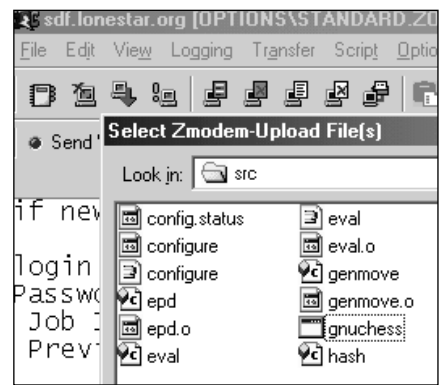 sdf.lonestar.org [OPTIONS\STANDARD.ZO
File Edit View Logging Transfer Script Optio
Send '
Select Zmodem-Upload File(s)
Look in: src
if new
login
Passwo
Job I
Prev
config.status
configure
configure
epd
epd.o
eval
eval
eval.o
genmove
genmove.o
gnuchess
hash